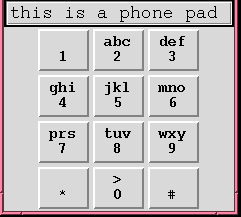 this is a phone pad
abc def
1 2 3
ghi jkl mno
4 5 6
prs tuv wxy
7 8 9
>
* 0 #